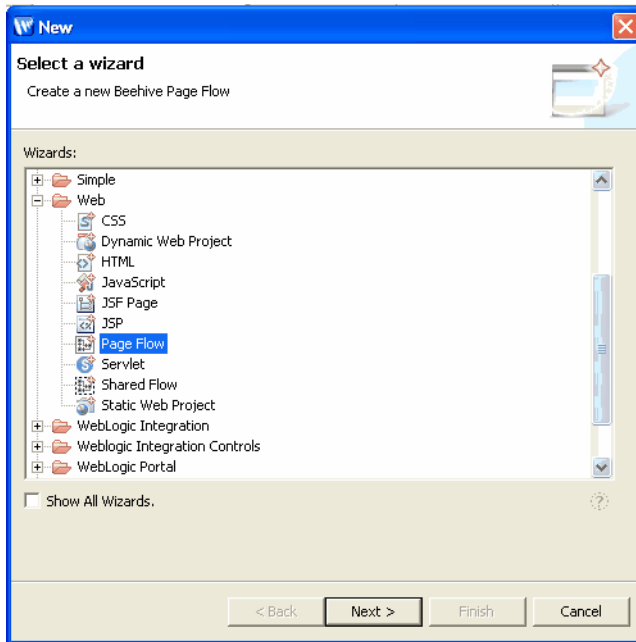 New
Select a wizard
Create a new Beehive Page Flow
Wizards:
Simple
Web
CSS
Dynamic Web Project
HTML
JavaScript
JSF Page
JSP
Page Flow
Servlet
Shared Flow
Static Web Project
WebLogic Integration
Weblogic Integration Controls
WebLogic Portal
Show All Wizards.
< Back Next > Finish Cancel